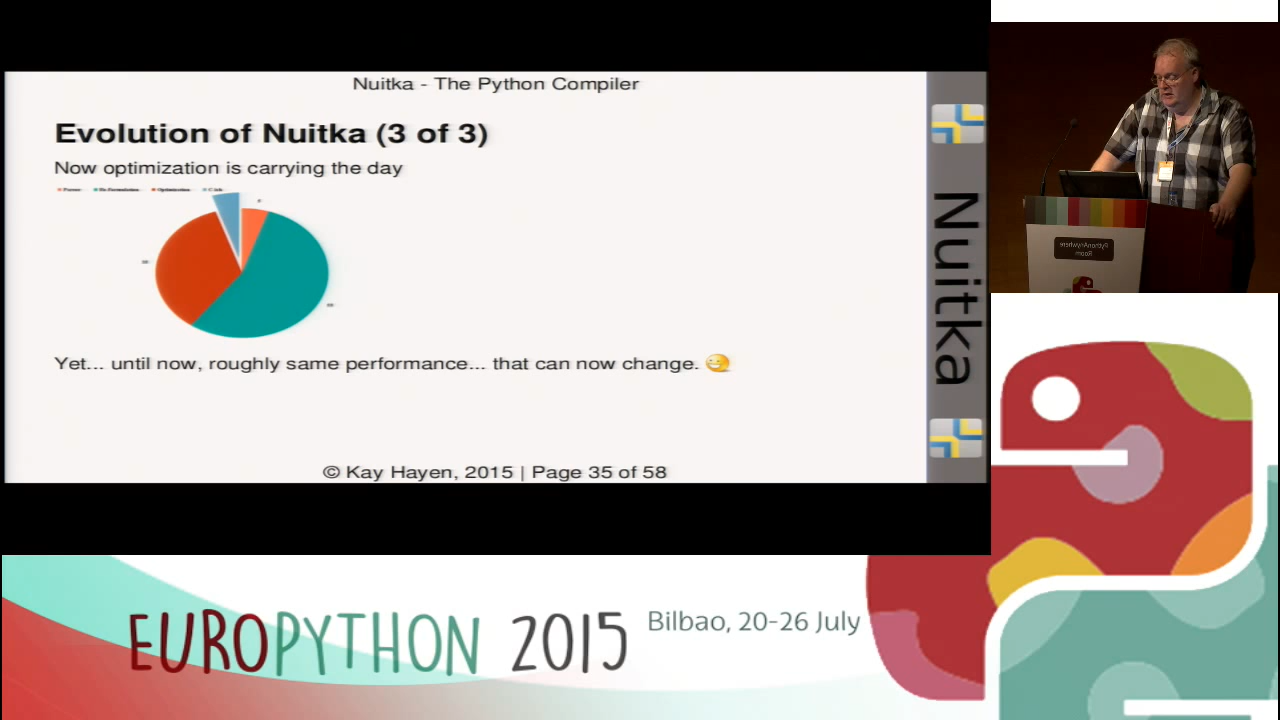 Nuitka - The Python Compiler
Evolution of Nuitka (3 of 3)
Now optimization is carrying the day
Yet... until now, roughly same performance... that can now change.
© Kay Hayen, 2015 | Page 35 of 58
Nuitka
PythonAnywhere
Room
EUROPYTHON 2015
Bilbao, 20-26 July